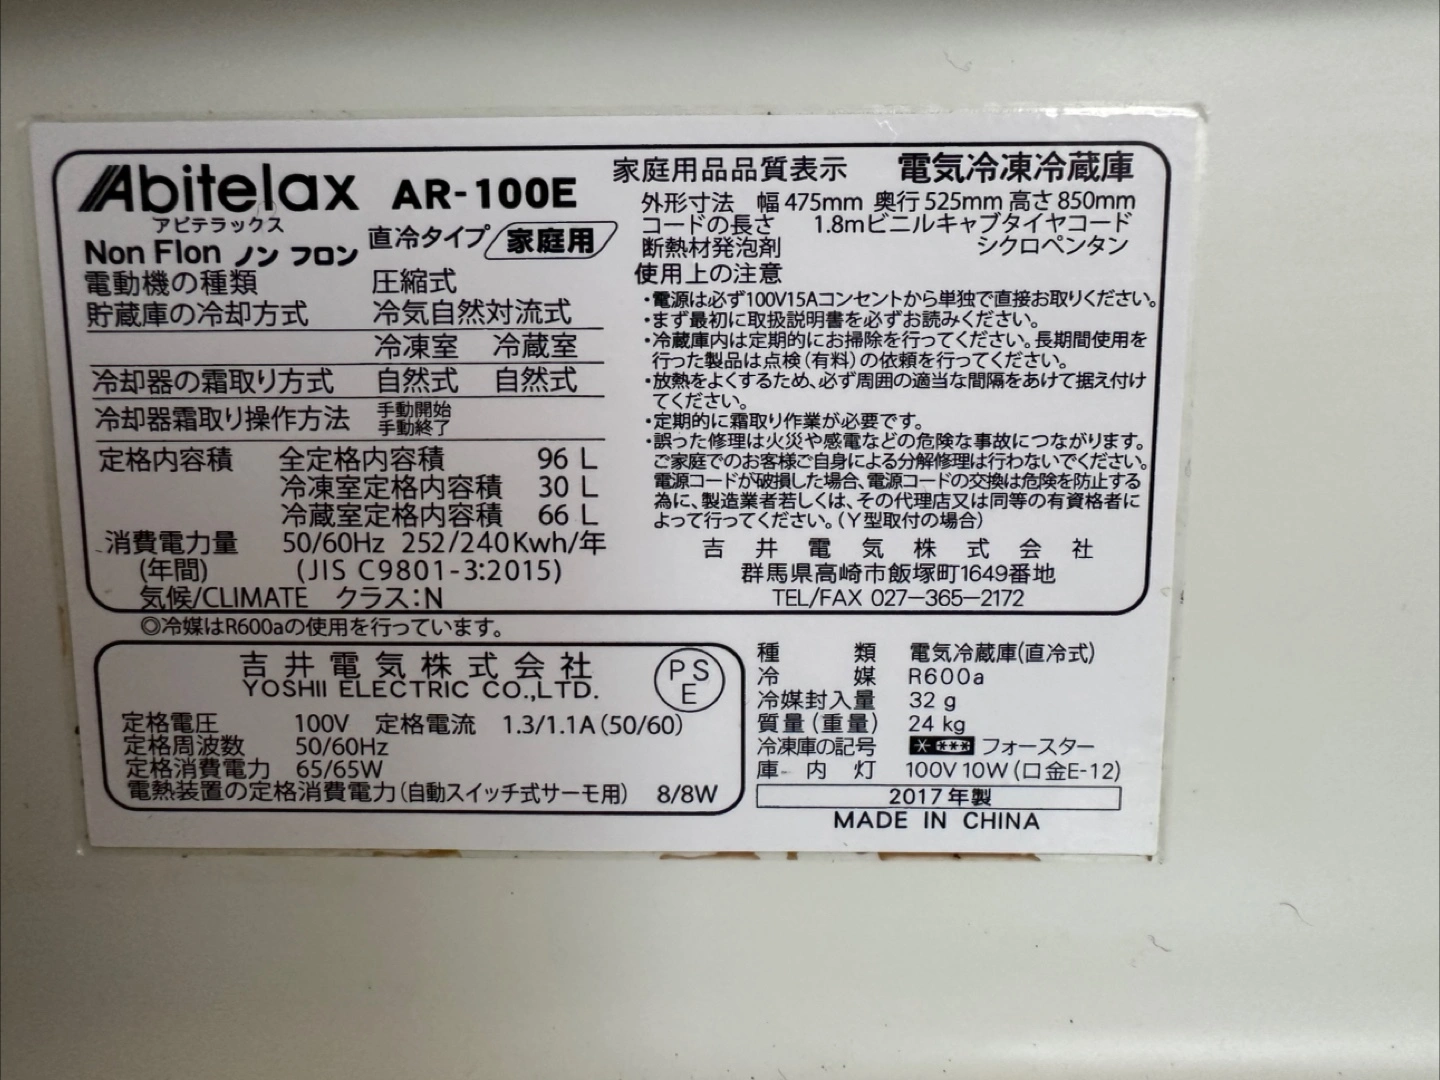 Abitelax AR-100E
アビテラックス
Non Flon ノンフロン 直冷タイプ 家庭用
電動機の種類 圧縮式
貯蔵庫の冷却方式 冷気自然対流式
冷凍室 冷蔵室
冷却器の霜取り方式 自然式 自然式
冷却器霜取り操作方法 手動開始
手動終了
定格内容積 全定格内容積 96 L
冷凍室定格内容積 30 L
冷蔵室定格内容積 66 L
消費電力量 50/60Hz 252/240Kwh/年
(年間) (JIS C9801-3:2015)
気候/CLIMATE クラス:N
家庭用品品質表示 電気冷凍冷蔵庫
外形寸法 幅475mm 奥行525mm 高さ850mm
コードの長さ 1.8mビニルキャブタイヤコード
断熱材発泡剤 シクロペンタン
使用上の注意
・電源は必ず100V15Aコンセントから単独で直接お取りください。
・まず最初に取扱説明書を必ずお読みください。
・冷蔵庫内は定期的にお掃除を行ってください。長期間使用を
行った製品は点検(有料)の依頼を行ってください。
・放熱をよくするため、必ず周囲の適当な間隔をあけて据え付け
てください。
・定期的に霜取り作業が必要です。
・誤った修理は火災や感電などの危険な事故につながります。
ご家庭でのお客様ご自身による分解修理は行わないでください。
電源コードが破損した場合、電源コードの交換は危険を防止する
為に、製造業者若しくは、その代理店又は同等の有資格者に
よって行ってください。(Y型取付の場合)
吉井電気株式会社
群馬県高崎市飯塚町1649番地
TEL/FAX 027-365-2172
◎冷媒はR600aの使用を行っています。
吉井電気株式会社
YOSHII ELECTRIC CO.,LTD.
PS
E
定格電圧 100V 定格電流 1.3/1.1A(50/60)
定格周波数 50/60Hz
定格消費電力 65/65W
電熱装置の定格消費電力(自動スイッチ式サーモ用) 8/8W
種類 電気冷蔵庫(直冷式)
冷媒 R600a
冷媒封入量 32 g
質量(重量) 24 kg
冷凍庫の記号 フォースター
庫内灯 100V 10W(口金E-12)
2017年製
MADE IN CHINA